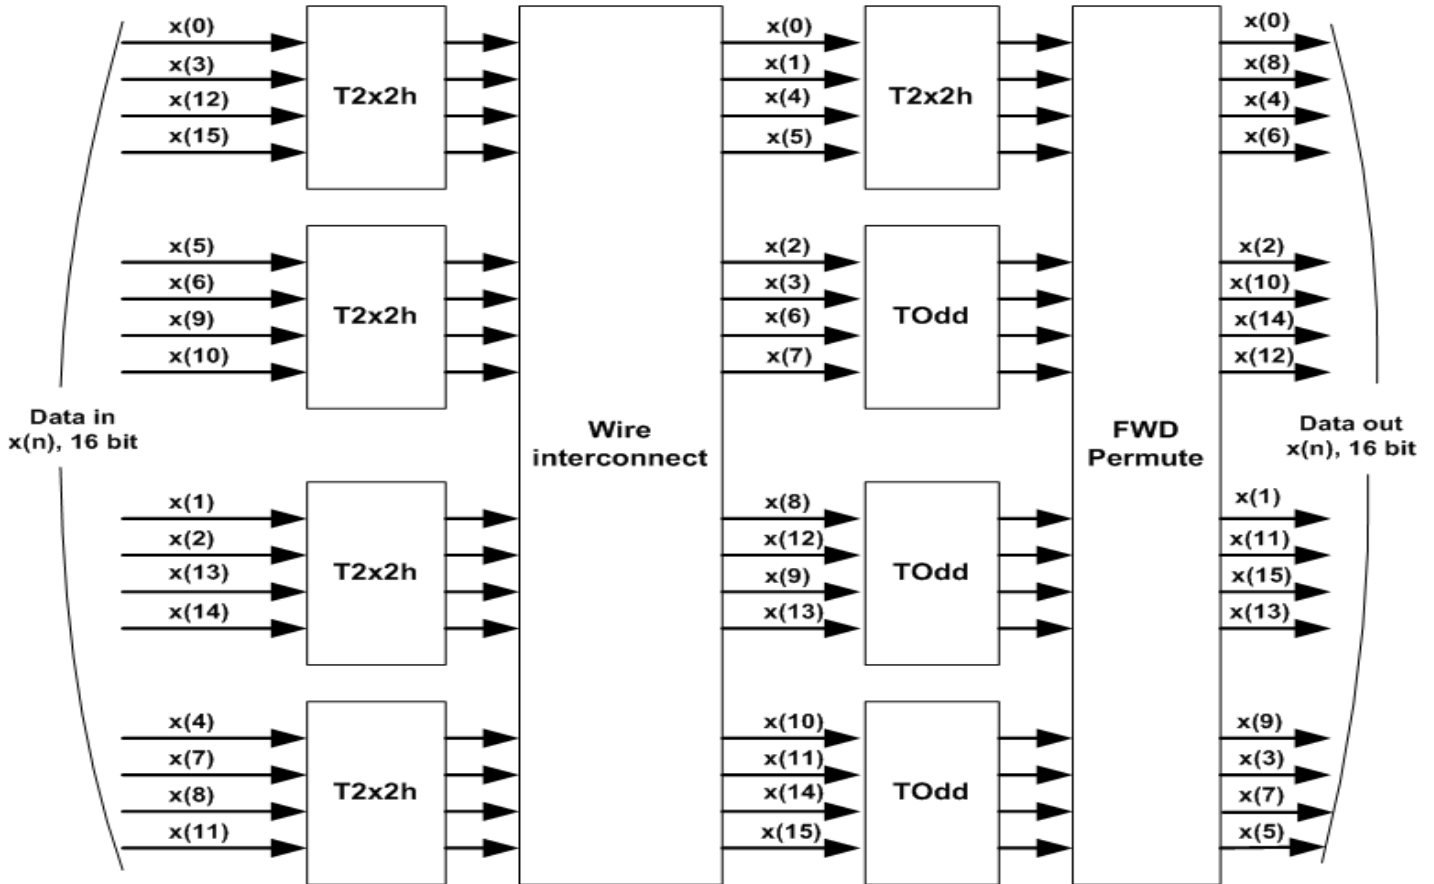 x(0)
x(3)
x(12)
x(15)
T2x2h
x(5)
x(6)
x(9)
x(10)
T2x2h
Data in
x(n), 16 bit
x(1)
x(2)
x(13)
x(14)
T2x2h
x(4)
x(7)
x(8)
x(11)
T2x2h
Wire
interconnect
x(0)
x(1)
x(4)
x(5)
T2x2h
x(2)
x(3)
x(6)
x(7)
TOdd
x(8)
x(12)
x(9)
x(13)
TOdd
x(10)
x(11)
x(14)
x(15)
TOdd
FWD
Permute
x(0)
x(8)
x(4)
x(6)
x(2)
x(10)
x(14)
x(12)
Data out
x(n), 16 bit
x(1)
x(11)
x(15)
x(13)
x(9)
x(3)
x(7)
x(5)